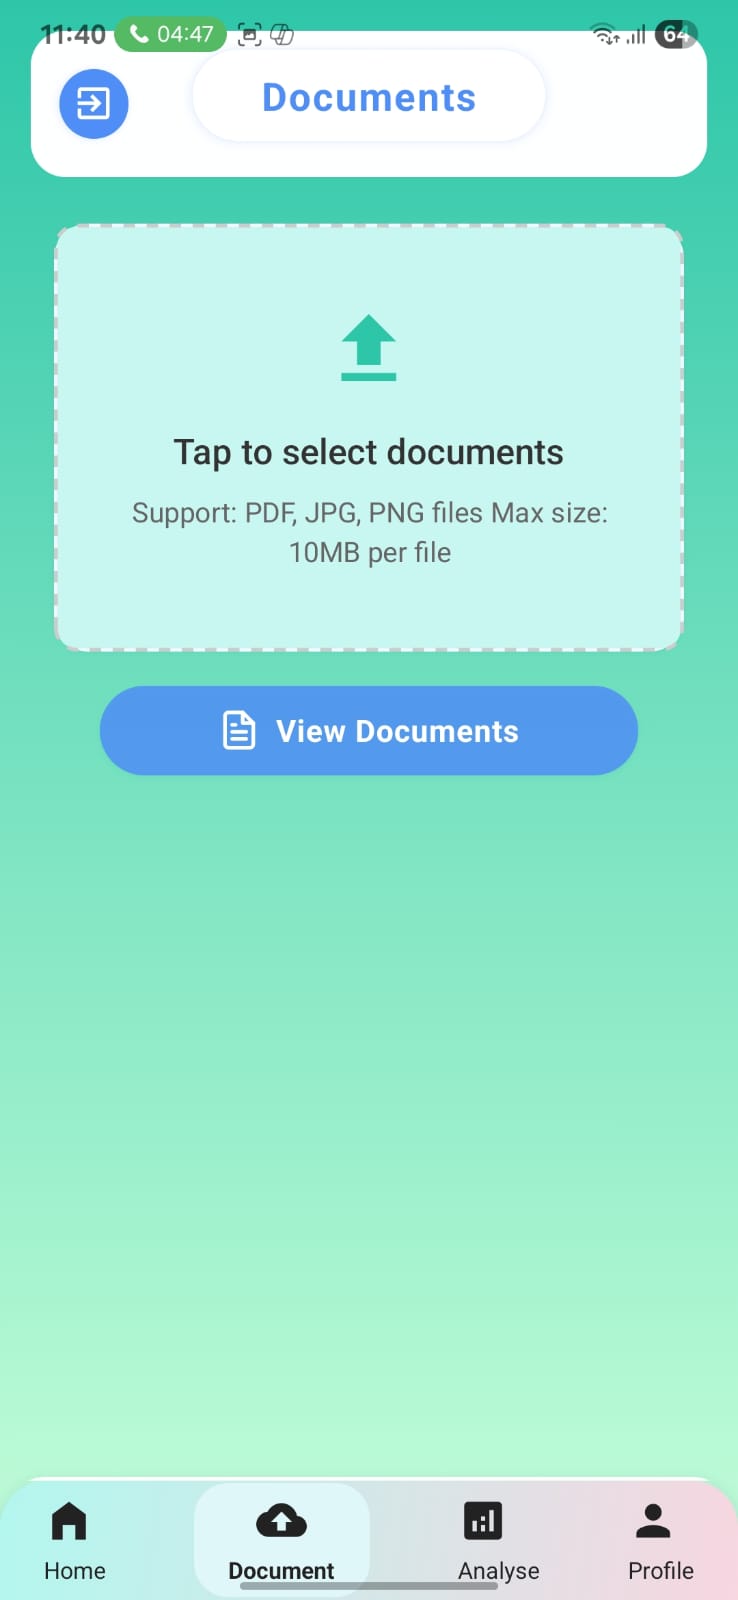 11:40 04:47 64
Documents
Tap to select documents
Support: PDF, JPG, PNG files Max size:
10MB per file
View Documents
Home Document Analyse Profile